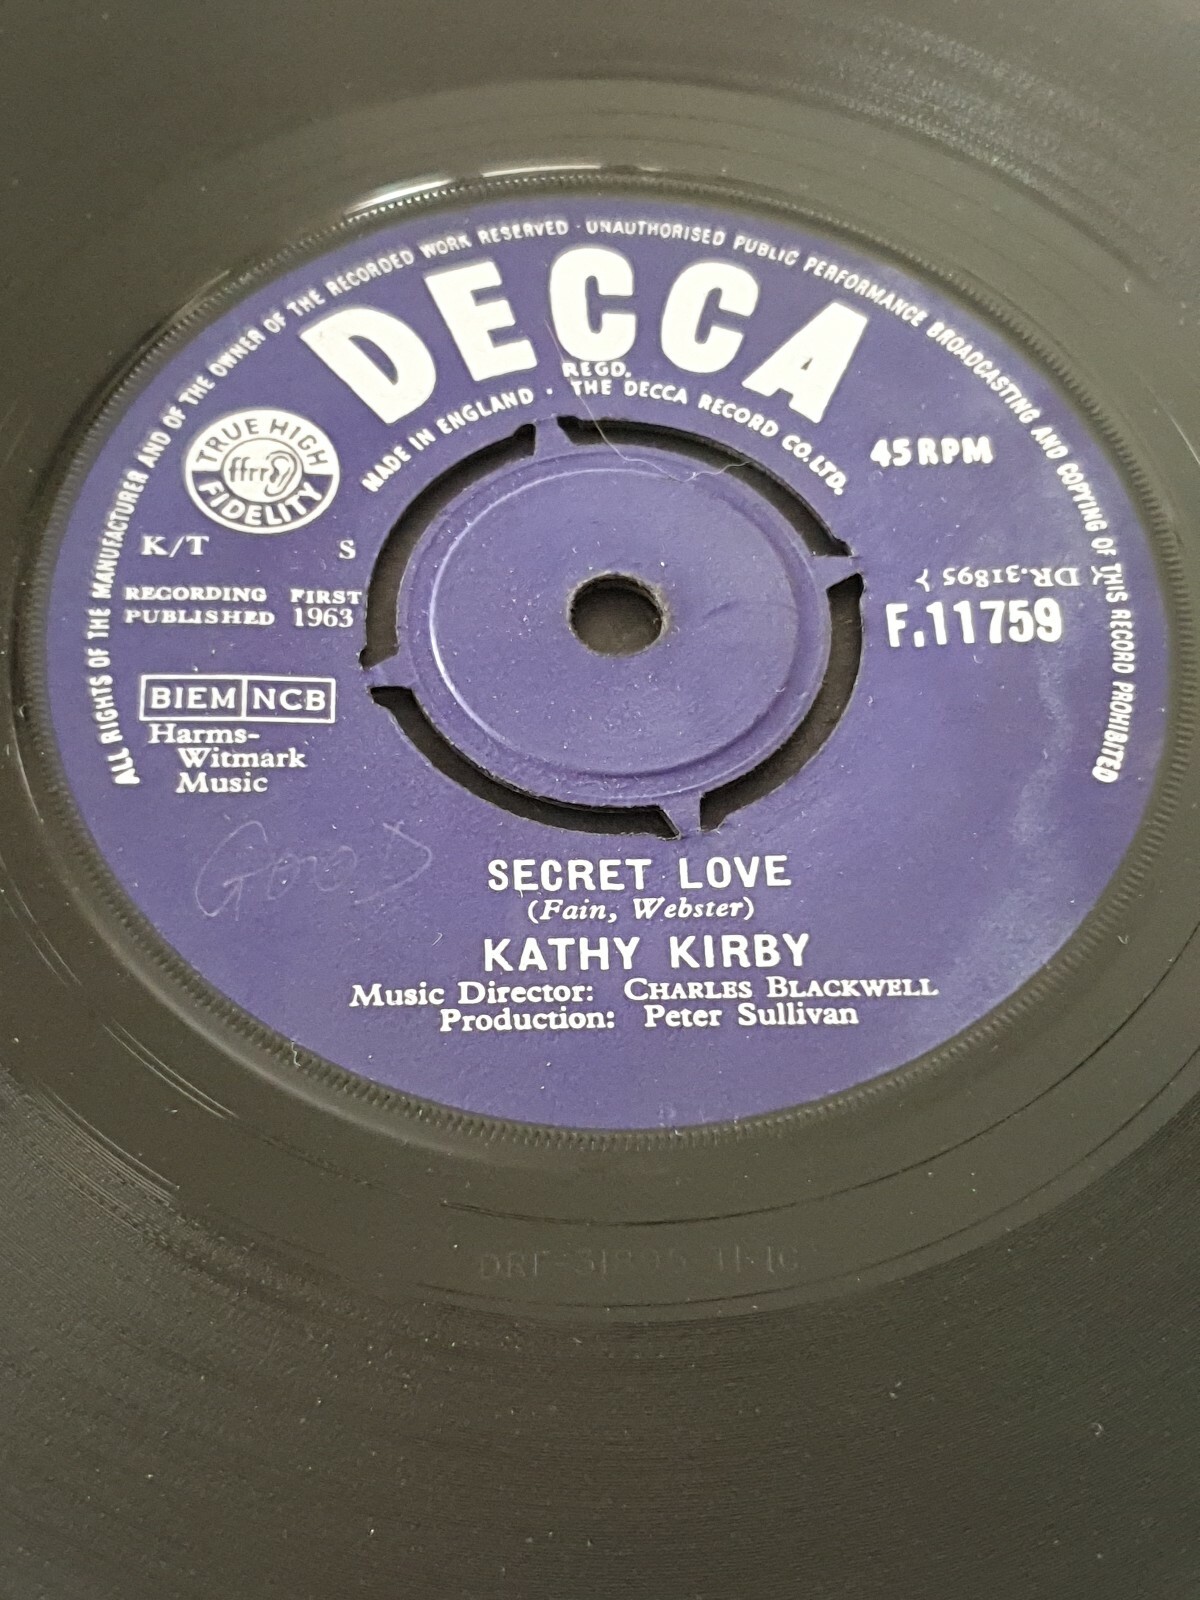 ALL RIGHTS OF THE MANUFACTURER AND OF THE OWNER OF THE RECORDED WORK RESERVED · UNAUTHORISED PUBLIC PERFORMANCE BROADCASTING AND COPYING OF THIS RECORD PROHIBITED
DECCA
REGD.
MADE IN ENGLAND · THE DECCA RECORD CO. LTD.
TRUE HIGH
ffrr
FIDELITY
45 RPM
K/T S
RECORDING FIRST
PUBLISHED 1963
(DR.31895)
F.11759
BIEM NCB
Harms-
Witmark
Music
Good
SECRET LOVE
(Fain, Webster)
KATHY KIRBY
Music Director: CHARLES BLACKWELL
Production: Peter Sullivan